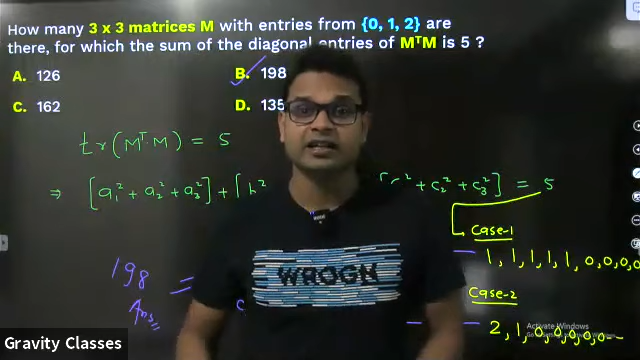 How many 3 x 3 matrices M with entries from {0, 1, 2} are
there, for which the sum of the diagonal entries of MᵀM is 5 ?
A. 126
B. 198
C. 162
D. 135
tr(Mᵀ·M) = 5
⇒ [a₁² + a₂² + a₃²] + [b² c² + c₂² + c₃²] = 5
Case-1
1, 1, 1, 1, 1, 0, 0, 0, 0
198 =
Ans
Case-2
2, 1, 0, 0, 0, 0, 0--
WROGN
Activate Windows
Gravity Classes